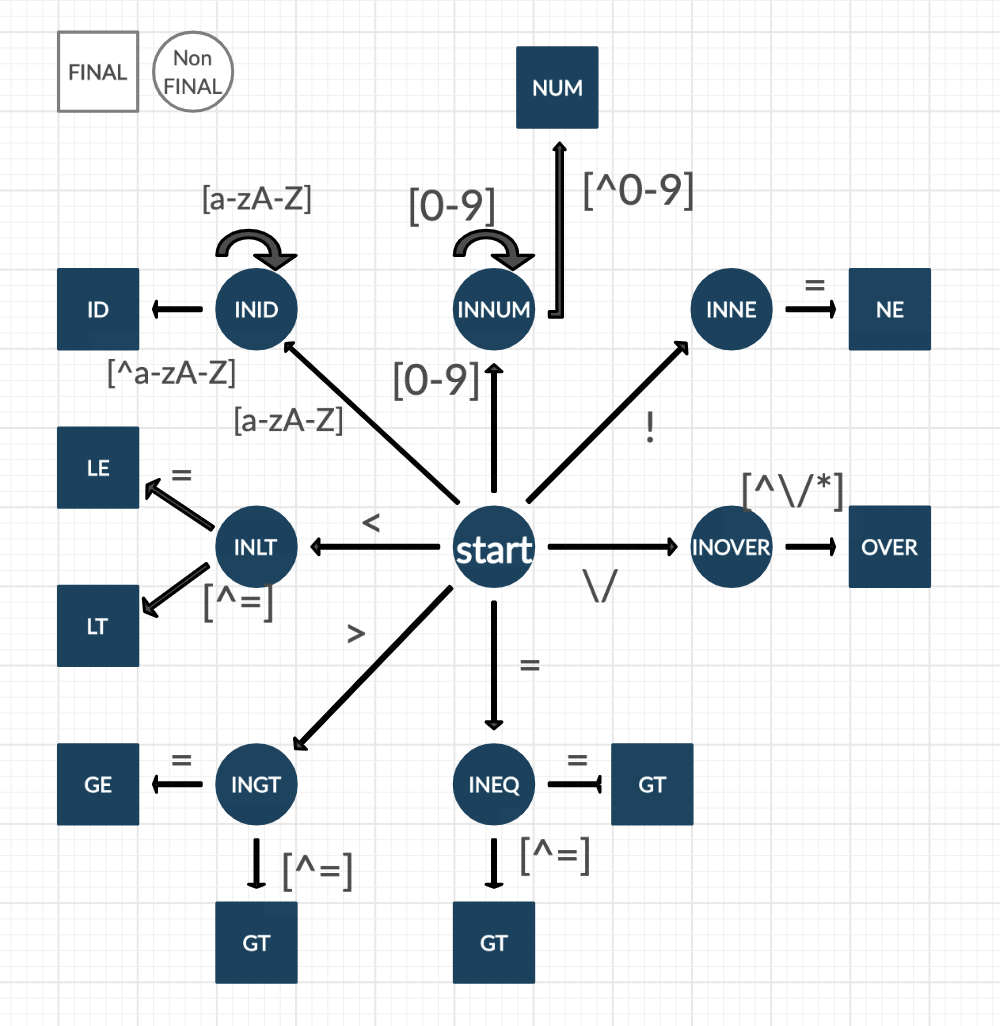 FINAL
Non
FINAL
NUM
[^0-9]
[a-zA-Z]
[0-9]
ID
INID
INNUM
INNE
=
NE
[^a-zA-Z]
[0-9]
[a-zA-Z]
!
LE
=
[^\/*]
<
INLT
start
INOVER
OVER
\/
[^=]
LT
>
=
GE
=
INGT
INEQ
=
GT
[^=]
[^=]
GT
GT